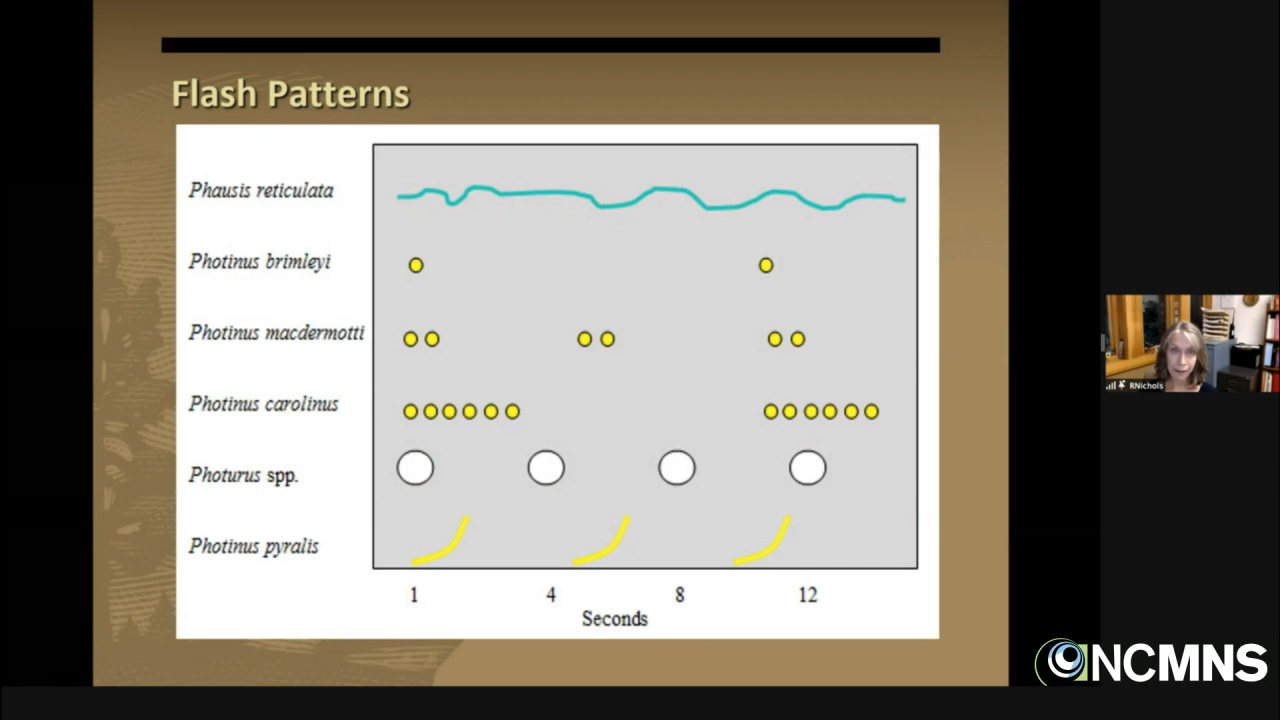 Flash Patterns
Phausis reticulata
Photinus brimleyi
Photinus macdermotti
Photinus carolinus
Photurus spp.
Photinus pyralis
1 4 8 12
Seconds
RNichols
NCMNS